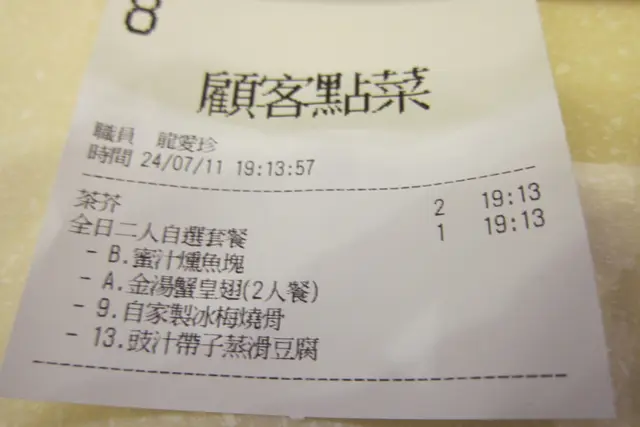 8
顧客點菜
職員 龍愛珍
時間 24/07/11 19:13:57
茶芥 2 19:13
全日二人自選套餐 1 19:13
- B.蜜汁燻魚塊
- A.金湯蟹皇翅(2人餐)
- 9.自家製冰梅燒骨
- 13.豉汁帶子蒸滑豆腐